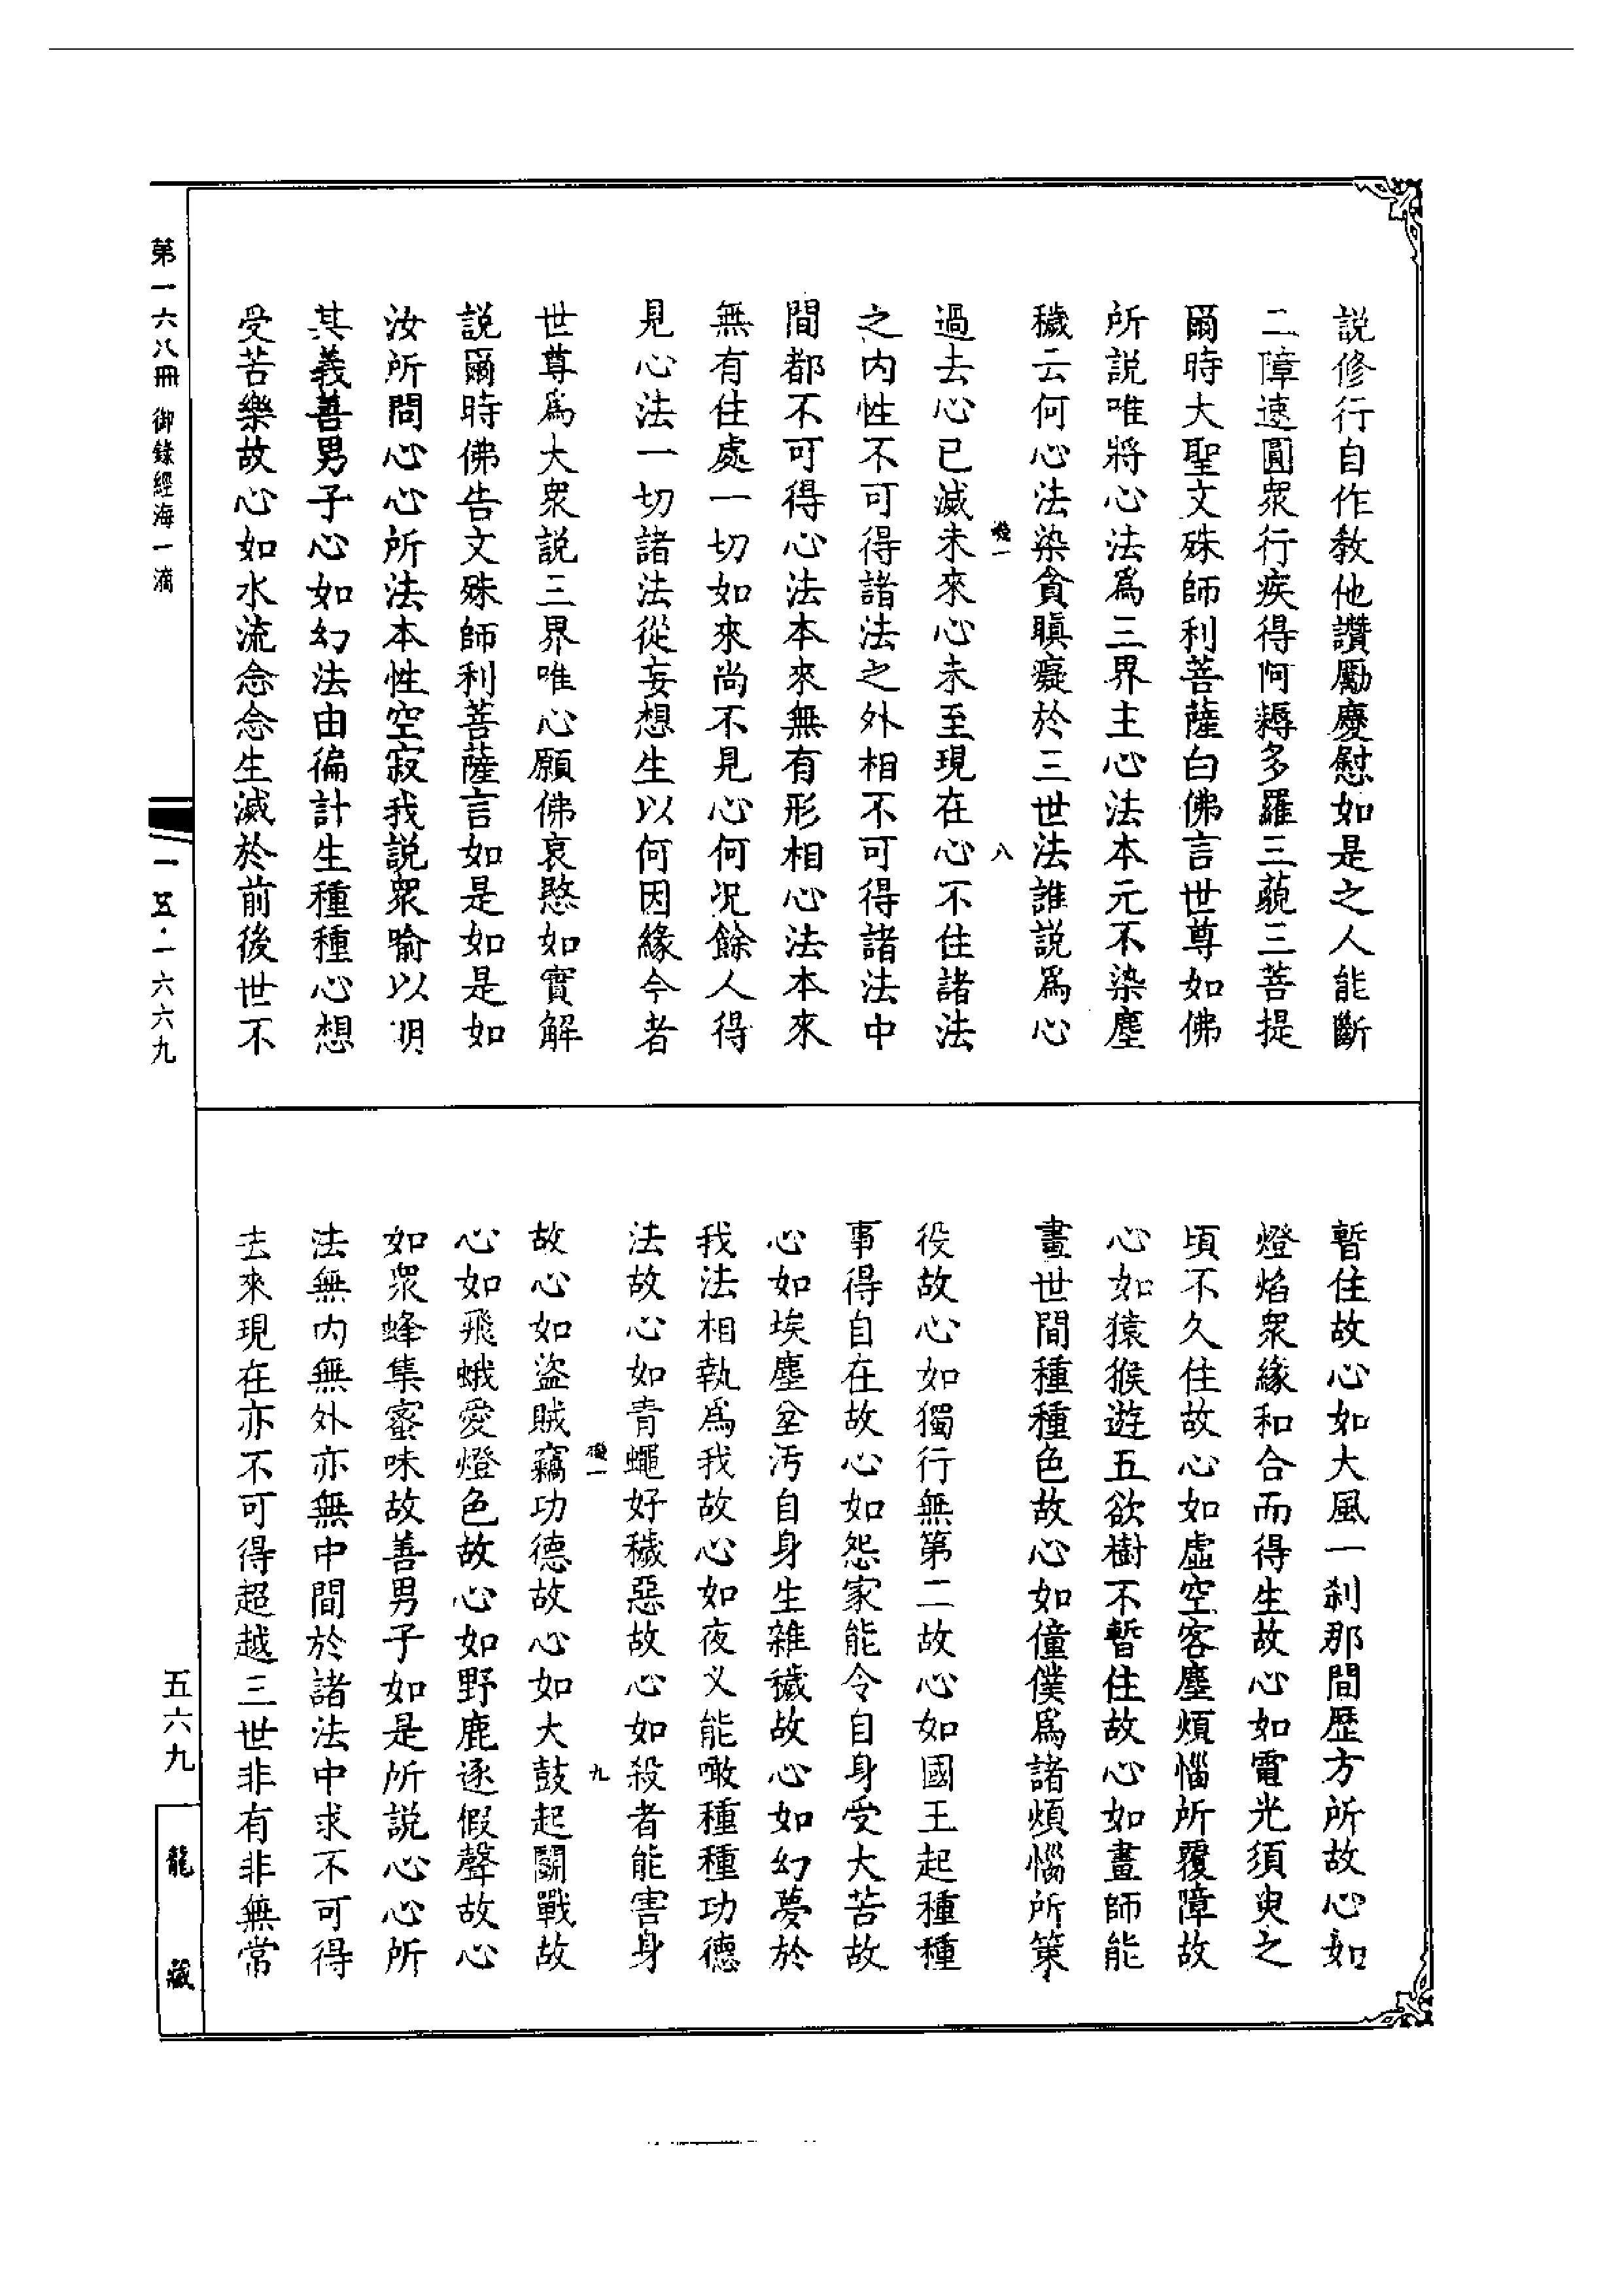 説修行自作教他讚勵慶慰如是之人能斷
二障速圓衆行疾得阿耨多羅三藐三菩提
爾時大聖文殊師利菩薩白佛言世尊如佛
所説唯將心法爲三界主心法本元不染塵
穢云何心法染貪瞋癡於三世法誰説爲心
八
過去心已滅未來心未至現在心不住諸法
之内性不可得諸法之外相不可得諸法中
間都不可得心法本來無有形相心法本來
無有住處一切如來尚不見心何況餘人得
見心法一切諸法從妄想生以何因緣今者
世尊爲大衆説三界唯心願佛哀愍如實解
説爾時佛告文殊師利菩薩言如是如是如
汝所問心心所法本性空寂我説衆喻以明
其義善男子心如幻法由徧計生種種心想
受苦樂故心如水流念念生滅於前後世不
暫住故心如大風一刹那間歷方所故心如
燈焰衆緣和合而得生故心如電光須臾之
頃不久住故心如虛空客塵煩惱所覆障故
心如猿猴遊五欲樹不暫住故心如畫師能
畫世間種種色故心如僮僕爲諸煩惱所策
役故心如獨行無第二故心如國王起種種
事得自在故心如怨家能令自身受大苦故
心如埃塵坌汚自身生雜穢故心如幻夢於
我法相執爲我故心如夜叉能噉種種功德
法故心如青蠅好穢惡故心如殺者能害身
九
故心如盜賊竊功德故心如大鼓起鬭戰故
心如飛蛾愛燈色故心如野鹿逐假聲故心
如衆蜂集蜜味故善男子如是所説心心所
法無内無外亦無中間於諸法中求不可得
去來現在亦不可得超越三世非有非無常
第一六八冊 御錄經海一滴
一五·一六六九
五六九
龍藏